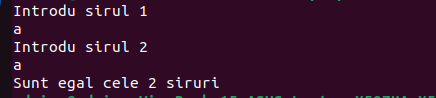 Introdu sirul 1
a
Introdu sirul 2
a
Sunt egal cele 2 siruri